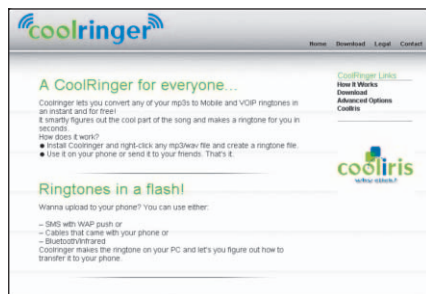 coolringer
Home Download Legal Contact
A CoolRinger for everyone...
Coolringer lets you convert any of your mp3s to Mobile and VOIP ringtones in
an instant and for free!
It smartly figures out the cool part of the song and makes a ringtone for you in
seconds.
How does it work?
● Install Coolringer and right-click any mp3/wav file and create a ringtone file.
● Use it on your phone or send it to your friends. That's it.
Ringtones in a flash!
Wanna upload to your phone? You can use either:
– SMS with WAP push or
– Cables that came with your phone or
– Bluetooth/Infrared
Coolringer makes the ringtone on your PC and let's you figure out how to
transfer it to your phone.
CoolRinger Links
How It Works
Download
Advanced Options
CoolIris
cooliris
why click?